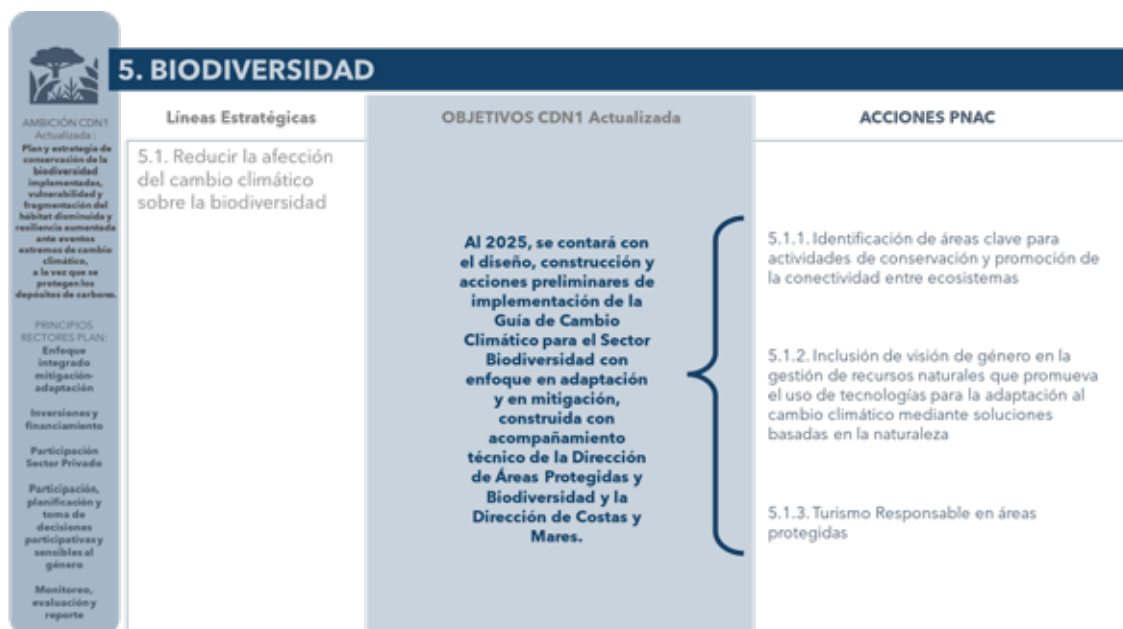 5. BIODIVERSIDAD
AMBICIÓN CDN1
Actualizada :
Plan y estrategia de
conservación de la
biodiversidad
implementadas,
vulnerabilidad y
fragmentación del
hábitat disminuida y
resiliencia aumentada
ante eventos
extremos de cambio
climático,
a la vez que se
protegen los
depósitos de carbono.
PRINCIPIOS
RECTORES PLAN:
Enfoque
integrado
mitigación-
adaptación
Inversiones y
financiamiento
Participación
Sector Privado
Participación,
planificación y
toma de
decisiones
participativas y
sensibles al
género
Monitoreo,
evaluación y
reporte
Líneas Estratégicas
5.1. Reducir la afección
del cambio climático
sobre la biodiversidad
OBJETIVOS CDN1 Actualizada
Al 2025, se contará con
el diseño, construcción y
acciones preliminares de
implementación de la
Guía de Cambio
Climático para el Sector
Biodiversidad con
enfoque en adaptación
y en mitigación,
construida con
acompañamiento
técnico de la Dirección
de Áreas Protegidas y
Biodiversidad y la
Dirección de Costas y
Mares.
ACCIONES PNAC
5.1.1. Identificación de áreas clave para
actividades de conservación y promoción de
la conectividad entre ecosistemas
5.1.2. Inclusión de visión de género en la
gestión de recursos naturales que promueva
el uso de tecnologías para la adaptación al
cambio climático mediante soluciones
basadas en la naturaleza
5.1.3. Turismo Responsable en áreas
protegidas